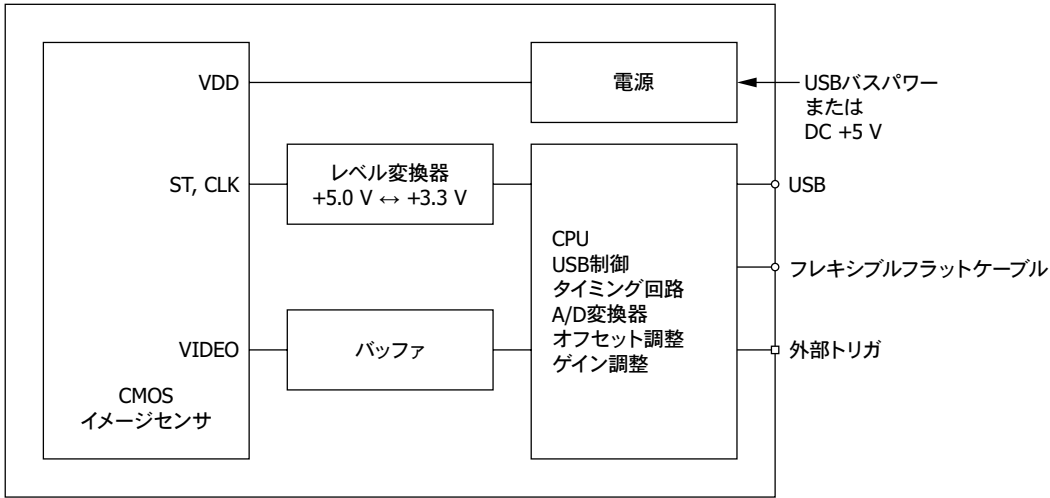 VDD
電源
USBバスパワー
または
DC +5 V
ST, CLK
レベル変換器
+5.0 V ↔ +3.3 V
USB
CPU
USB制御
タイミング回路
A/D変換器
オフセット調整
ゲイン調整
フレキシブルフラットケーブル
VIDEO
バッファ
外部トリガ
CMOS
イメージセンサ